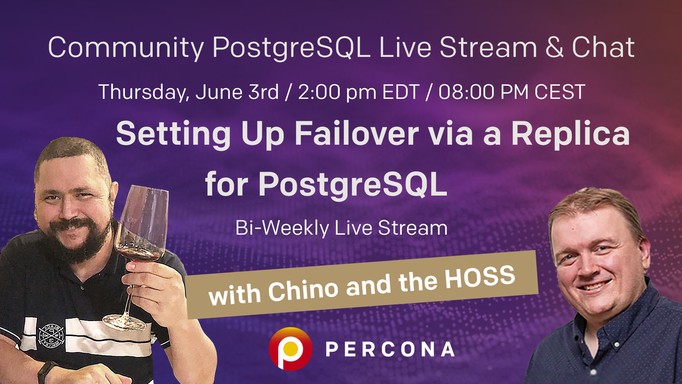 Community PostgreSQL Live Stream & Chat
Thursday, June 3rd / 2:00 pm EDT / 08:00 PM CEST
Setting Up Failover via a Replica
for PostgreSQL
Bi-Weekly Live Stream
with Chino and the HOSS
PERCONA